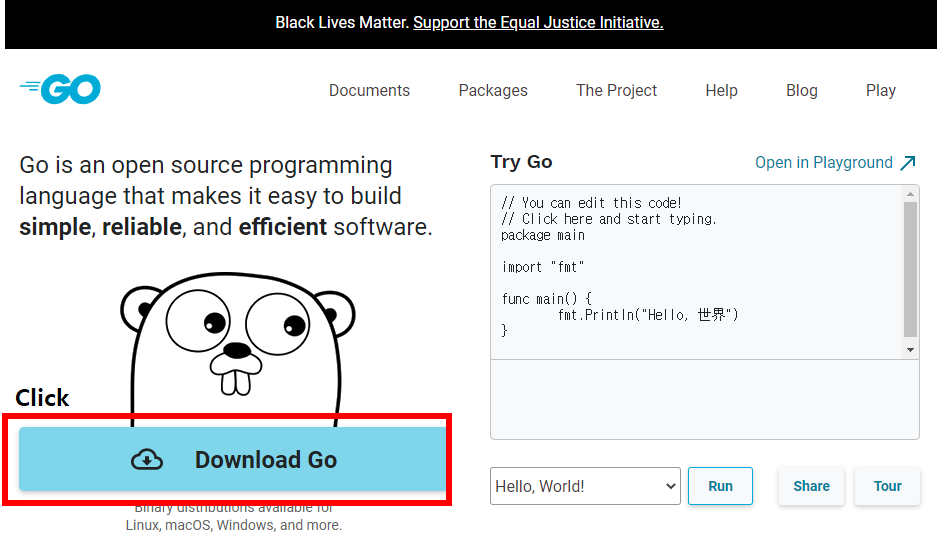 Black Lives Matter. Support the Equal Justice Initiative.
GO
Documents
Packages
The Project
Help
Blog
Play
Go is an open source programming
language that makes it easy to build
simple, reliable, and efficient software.
Click
Download Go
Binary distributions available for
Linux, macOS, Windows, and more.
Try Go
Open in Playground
// You can edit this code!
// Click here and start typing.
package main
import "fmt"
func main() {
fmt.Println("Hello, 世界")
}
Hello, World!
Run
Share
Tour